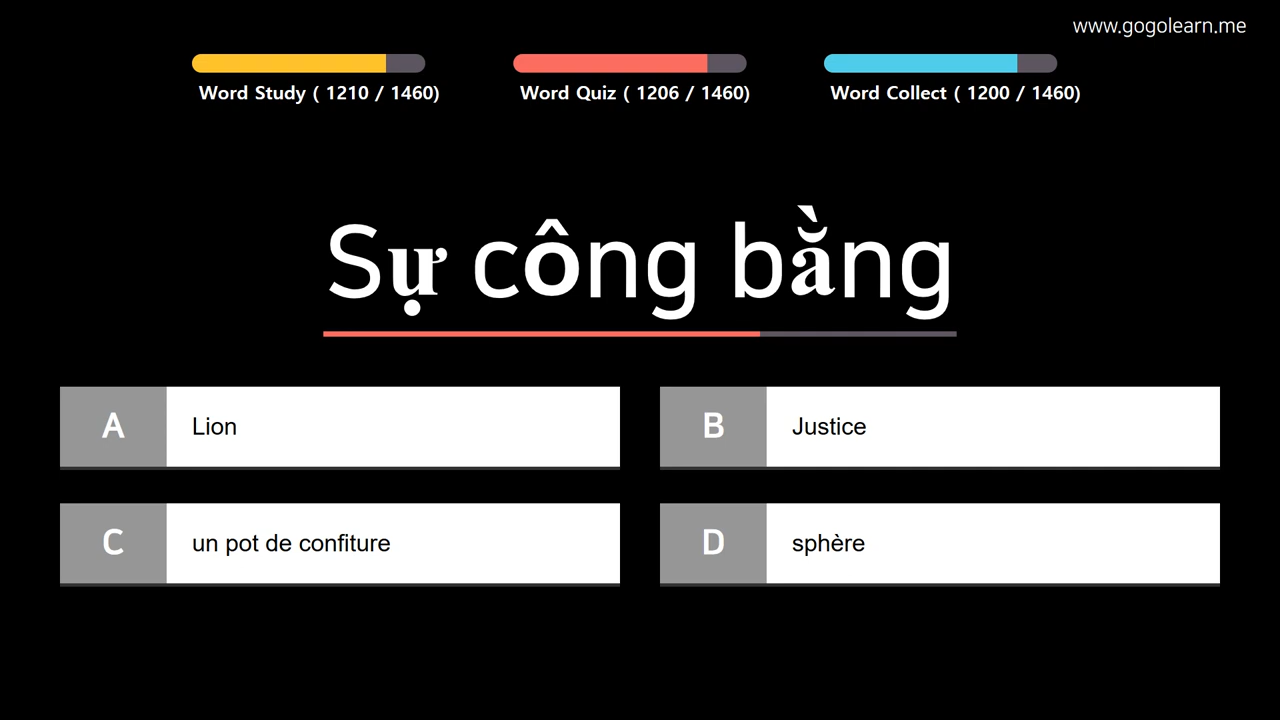 www.gogolearn.me
Word Study ( 1210 / 1460)
Word Quiz ( 1206 / 1460)
Word Collect ( 1200 / 1460)
Sự công bằng
A Lion
B Justice
C un pot de confiture
D sphère